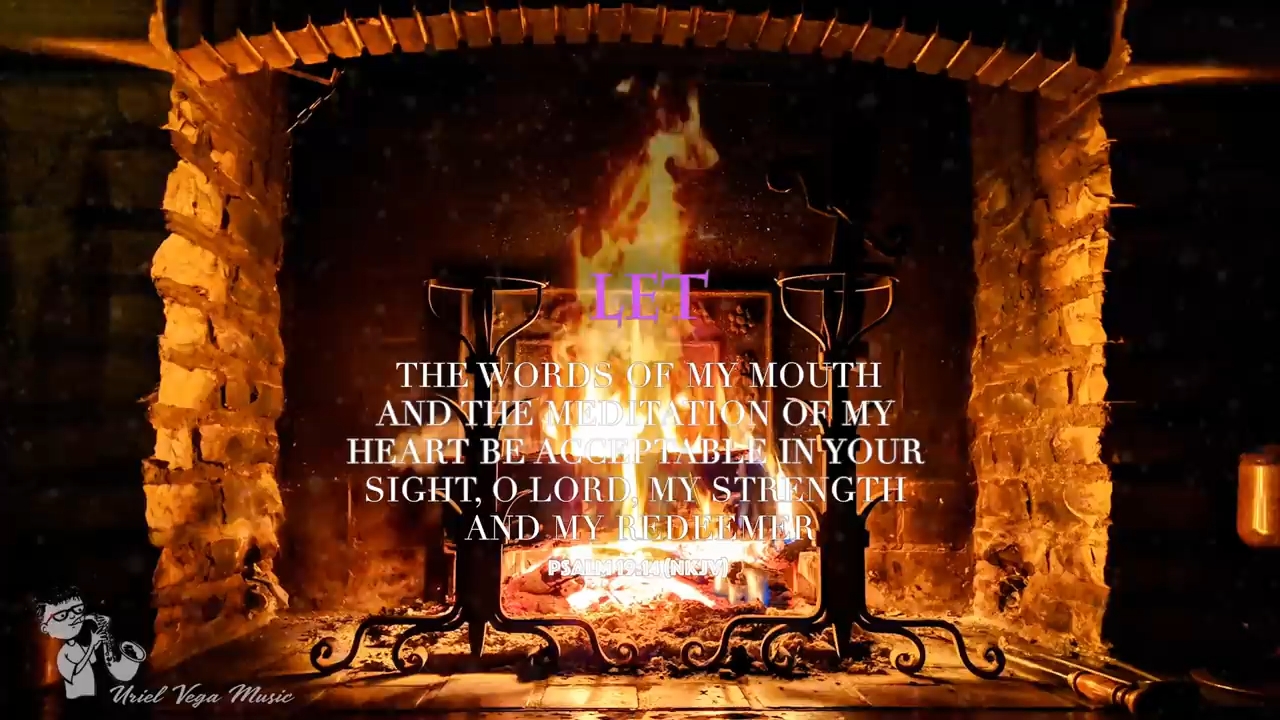 LET
THE WORDS OF MY MOUTH
AND THE MEDITATION OF MY
HEART BE ACCEPTABLE IN YOUR
SIGHT, O LORD, MY STRENGTH
AND MY REDEEMER
PSALM 19:14 (NKJV)
Uriel Vega Music